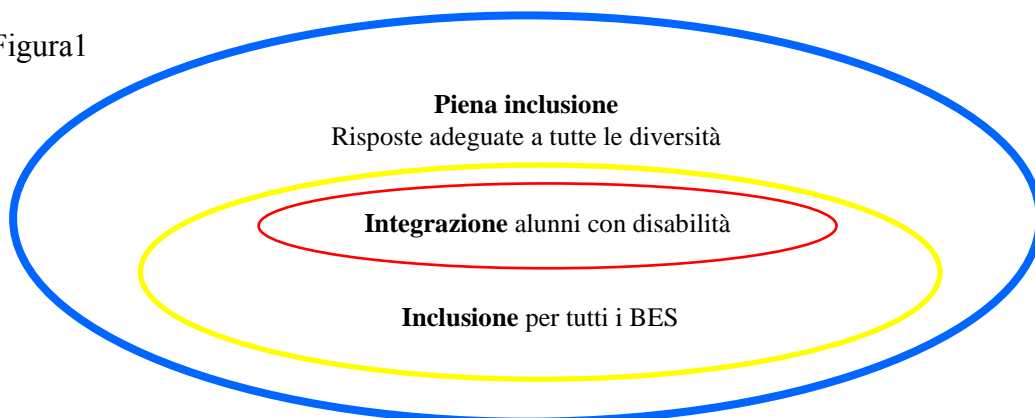 Figura1
Piena inclusione
Risposte adeguate a tutte le diversità
Integrazione alunni con disabilità
Inclusione per tutti i BES